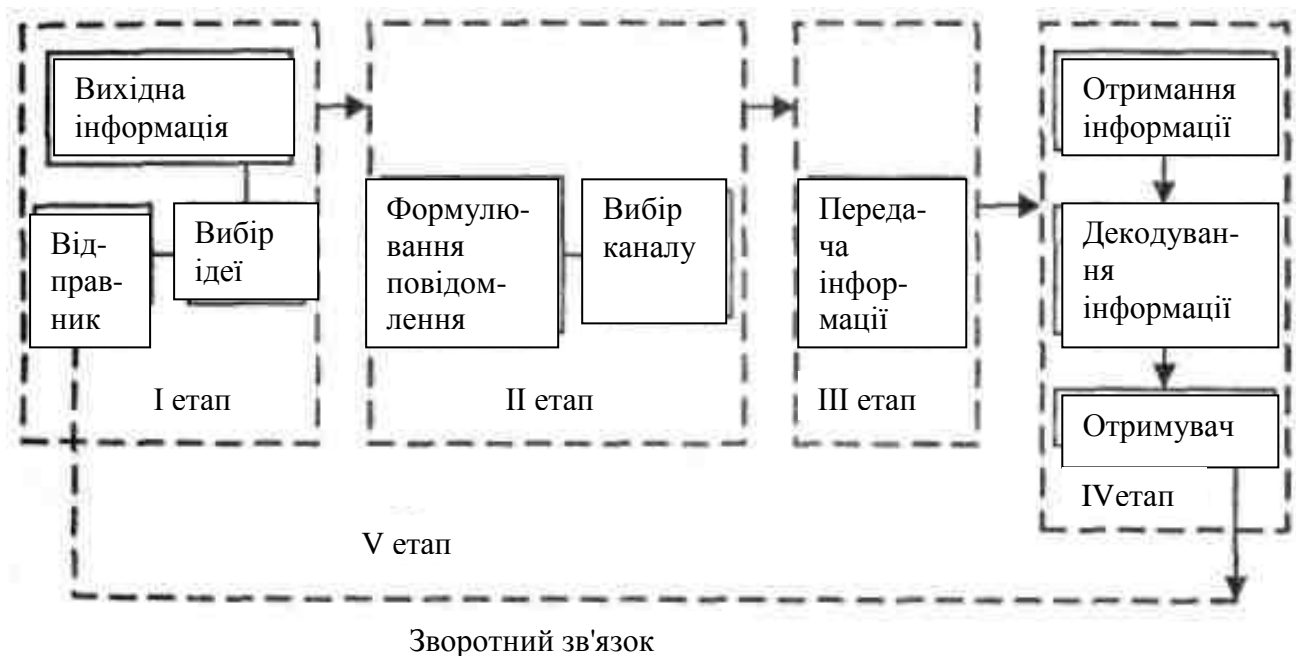 Вихідна
інформація
Від-
прав-
ник
Вибір
ідеї
I етап
Формулю-
вання
повідом-
лення
Вибір
каналу
II етап
Переда-
ча
інфор-
мації
III етап
Отримання
інформації
Декодуван-
ня
інформації
Отримувач
IVетап
V етап
Зворотний зв'язок